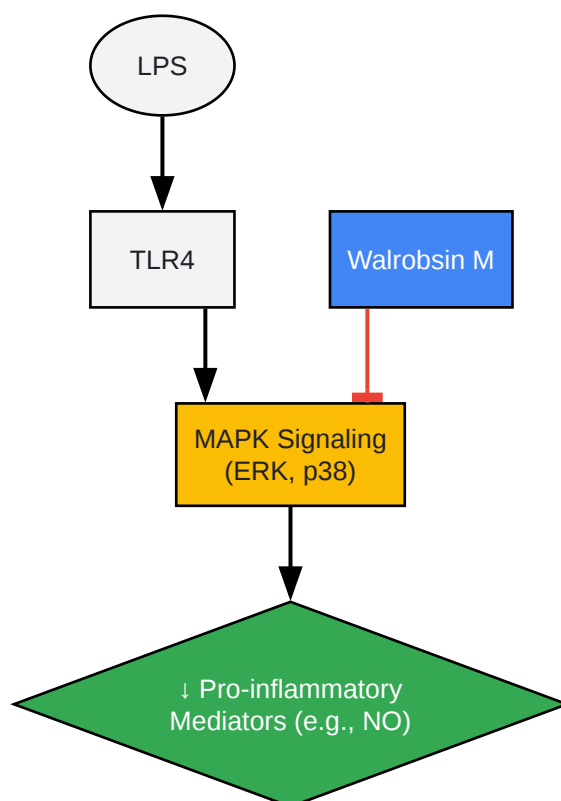 LPS
TLR4
Walrobsin M
MAPK Signaling
(ERK, p38)
↓ Pro-inflammatory
Mediators (e.g., NO)